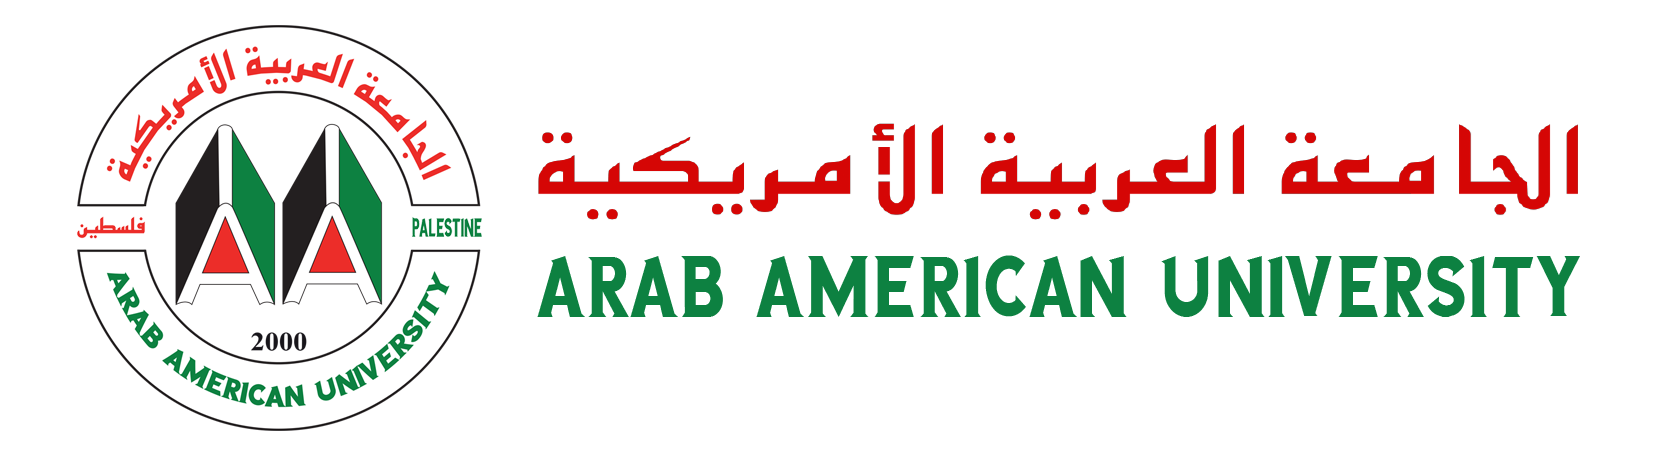 الجامعة العربية الأمريكية
فلسطين
PALESTINE
2000
ARAB AMERICAN UNIVERSITY
الجامعة العربية الأمريكية
ARAB AMERICAN UNIVERSITY